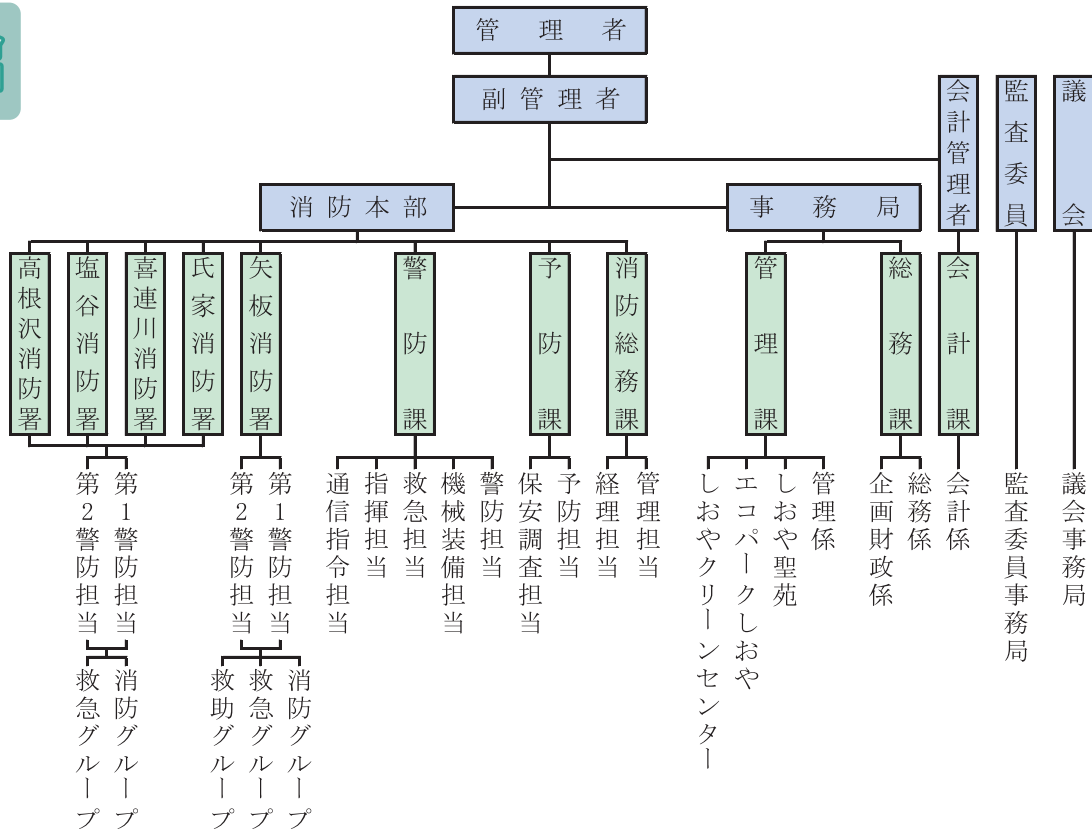 管理者
副管理者
会計管理者
監査委員
議会
消防本部
事務局
高根沢消防署
塩谷消防署
喜連川消防署
氏家消防署
矢板消防署
警防課
予防課
消防総務課
管理課
総務課
会計課
第2警防担当
第1警防担当
第2警防担当
第1警防担当
通信指令担当
指揮担当
救急担当
機械装備担当
警防担当
保安調査担当
予防担当
経理担当
管理担当
しおやクリーンセンター
エコパークしおや
しおや聖苑
管理係
企画財政係
総務係
会計係
監査委員事務局
議会事務局
救急グループ
消防グループ
救助グループ
救急グループ
消防グループ